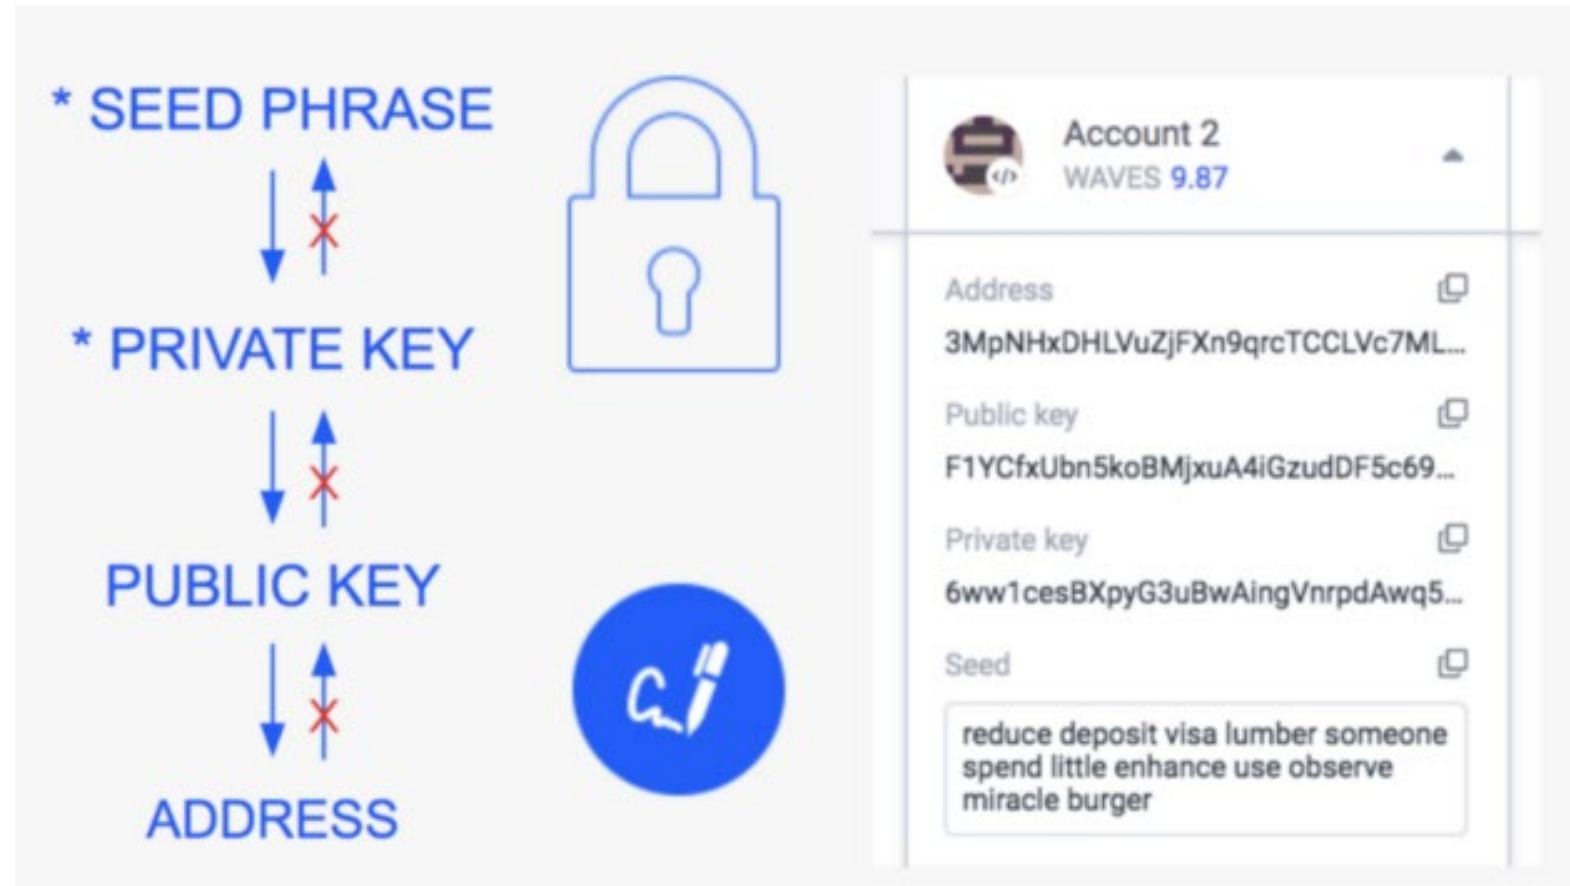 * SEED PHRASE
* PRIVATE KEY
PUBLIC KEY
ADDRESS
Account 2
WAVES 9.87
Address
3MpNHxDHLVuZjFXn9qrcTCCLVc7ML...
Public key
F1YCfxUbn5koBMjxuA4iGzudDF5c69...
Private key
6ww1cesBXpyG3uBwAingVnrpdAwq5...
Seed
reduce deposit visa lumber someone
spend little enhance use observe
miracle burger